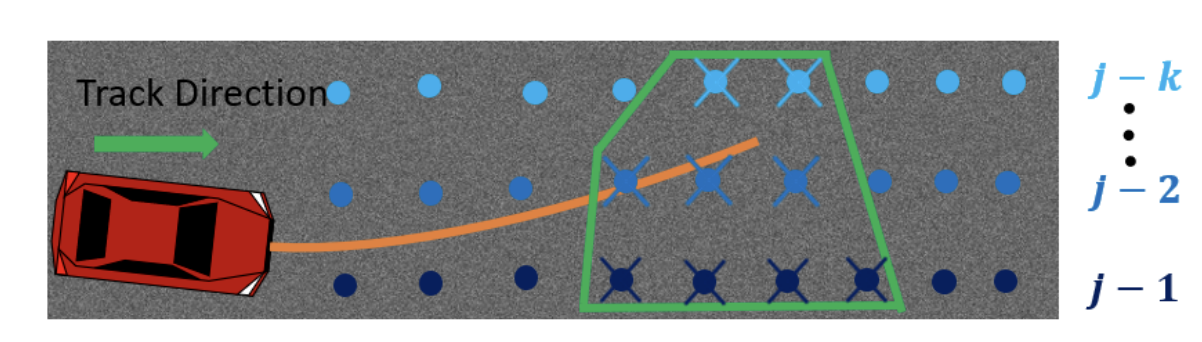 Track Direction
j − k
j − 2
j − 1